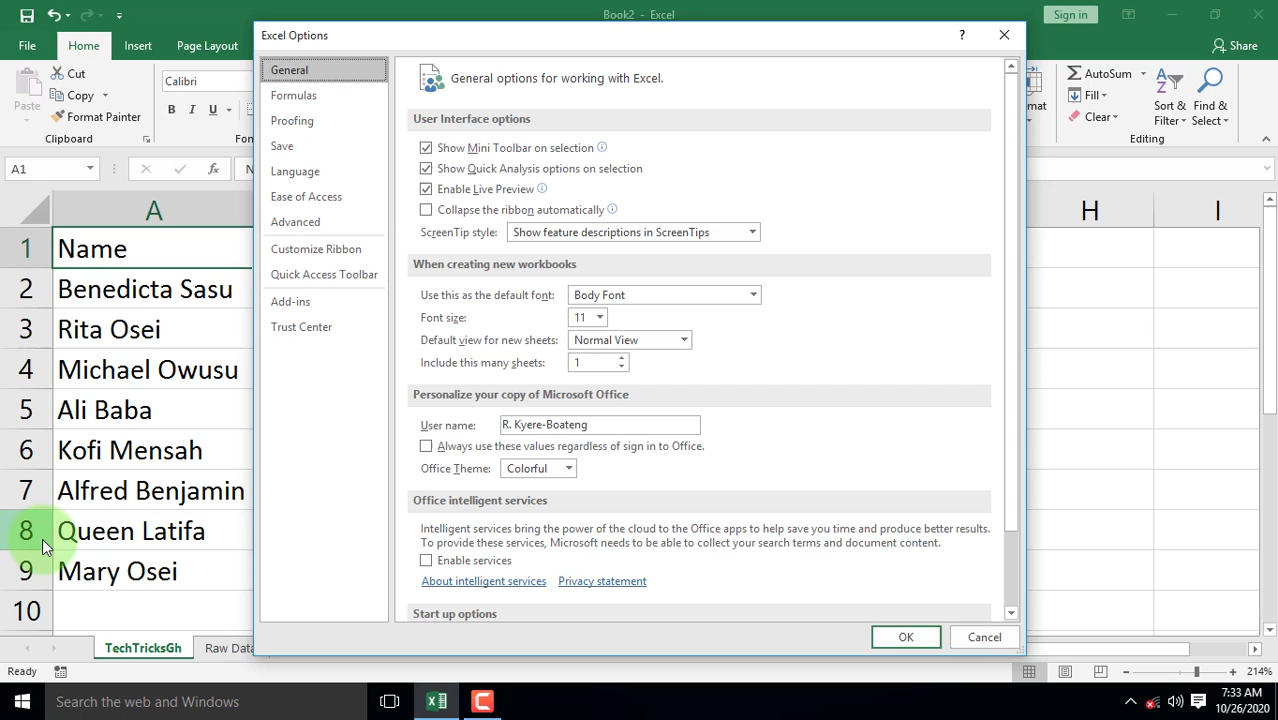 Book2 - Excel
Sign in
File
Home
Insert
Page Layout
Share
Excel Options
?
Cut
Copy
Paste
Format Painter
Clipboard
Calibri
B I U
AutoSum
Fill
Clear
Sort & Filter
Find & Select
Editing
A1
fx
General
Formulas
Proofing
Save
Language
Ease of Access
Advanced
Customize Ribbon
Quick Access Toolbar
Add-ins
Trust Center
General options for working with Excel.
User Interface options
Show Mini Toolbar on selection
Show Quick Analysis options on selection
Enable Live Preview
Collapse the ribbon automatically
ScreenTip style: Show feature descriptions in ScreenTips
When creating new workbooks
Use this as the default font: Body Font
Font size: 11
Default view for new sheets: Normal View
Include this many sheets: 1
Personalize your copy of Microsoft Office
User name: R. Kyere-Boateng
Always use these values regardless of sign in to Office.
Office Theme: Colorful
Office intelligent services
Intelligent services bring the power of the cloud to the Office apps to help save you time and produce better results.
To provide these services, Microsoft needs to be able to collect your search terms and document content.
Enable services
About intelligent services Privacy statement
Start up options
OK
Cancel
A
H
I
1 Name
2 Benedicta Sasu
3 Rita Osei
4 Michael Owusu
5 Ali Baba
6 Kofi Mensah
7 Alfred Benjamin
8 Queen Latifa
9 Mary Osei
10
TechTricksGh
Raw Data
Ready
214%
Search the web and Windows
7:33 AM
10/26/2020